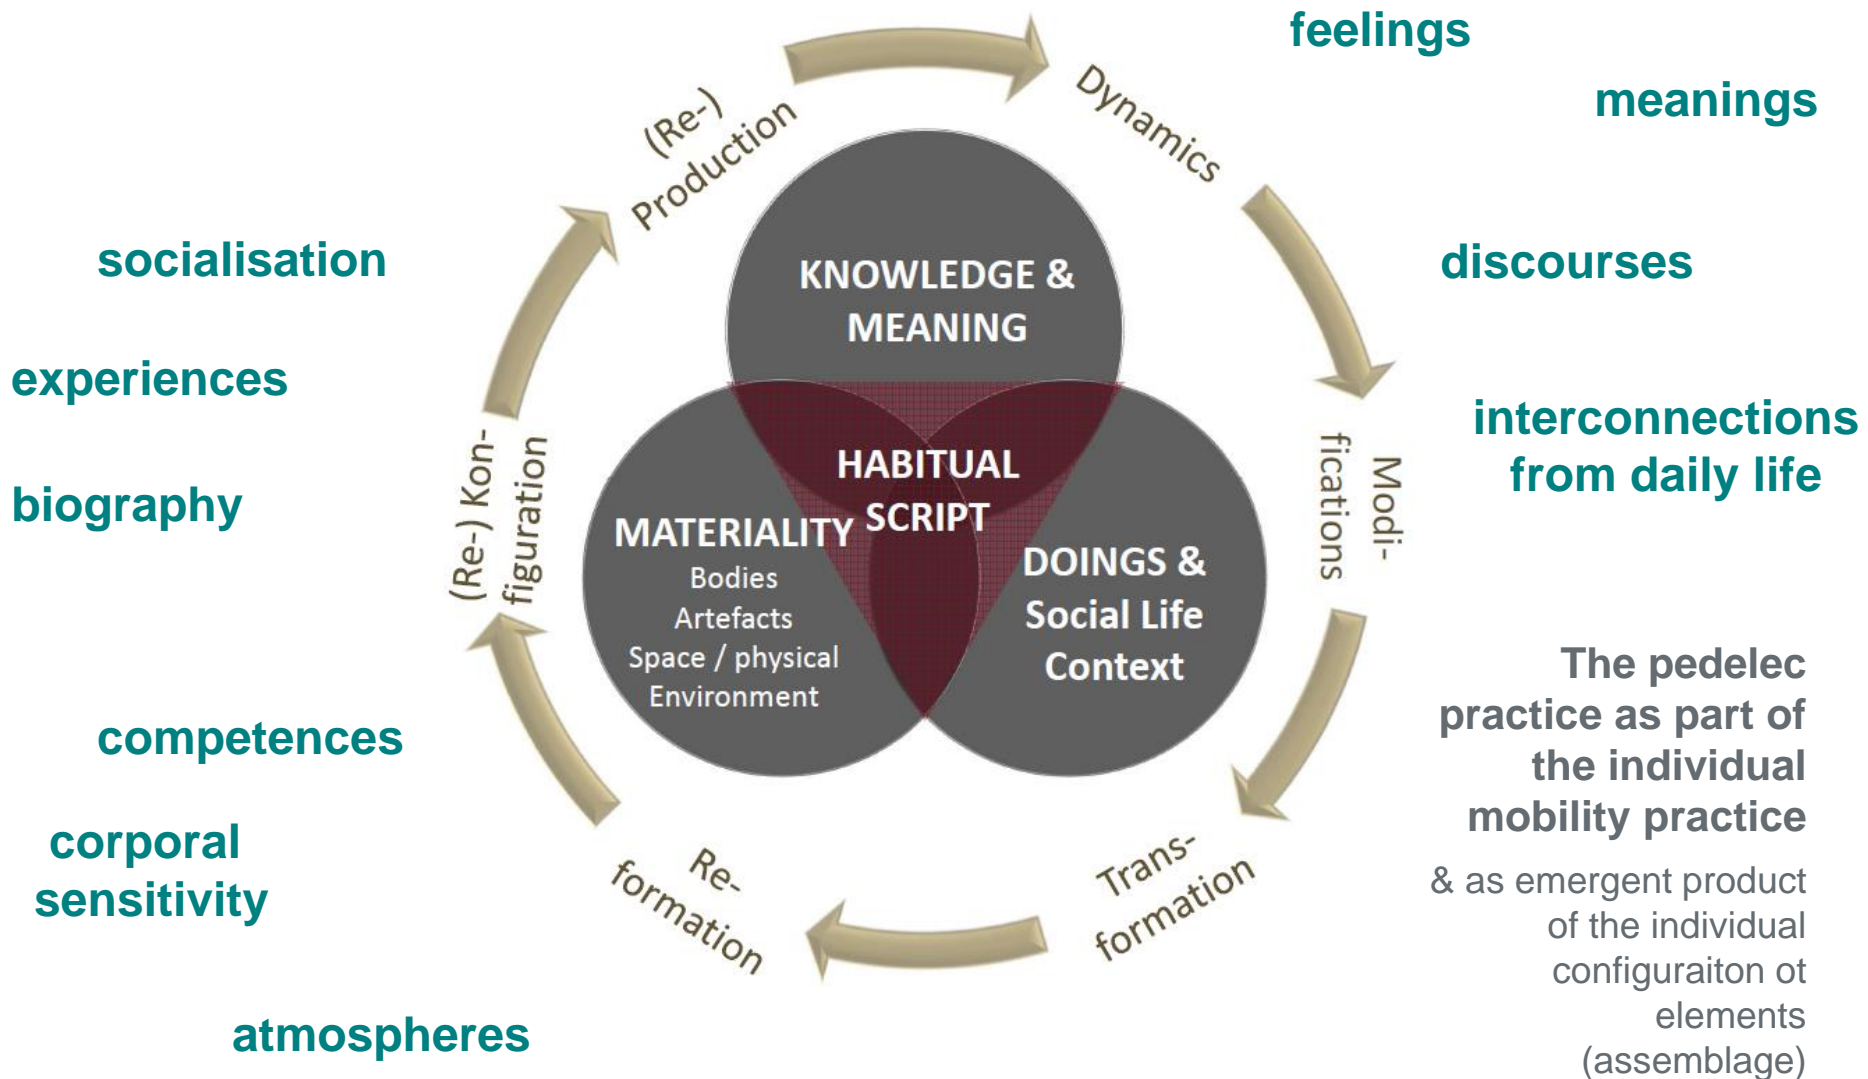 feelings
meanings
discourses
interconnections
from daily life
socialisation
experiences
biography
competences
corporal
sensitivity
atmospheres
(Re-)
Production
Dynamics
Modi-
fications
Trans-
formation
Re-
formation
(Re-) Kon-
figuration
KNOWLEDGE &
MEANING
HABITUAL
SCRIPT
MATERIALITY
Bodies
Artefacts
Space / physical
Environment
DOINGS &
Social Life
Context
The pedelec
practice as part of
the individual
mobility practice
& as emergent product
of the individual
configuraiton ot
elements
(assemblage)